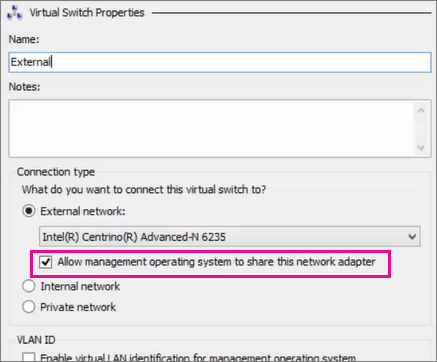 Virtual Switch Properties
Name:
External
Notes:
Connection type
What do you want to connect this virtual switch to?
External network:
Intel(R) Centrino(R) Advanced-N 6235
Allow management operating system to share this network adapter
Internal network
Private network
VLAN ID
Enable virtual LAN identification for management operating system